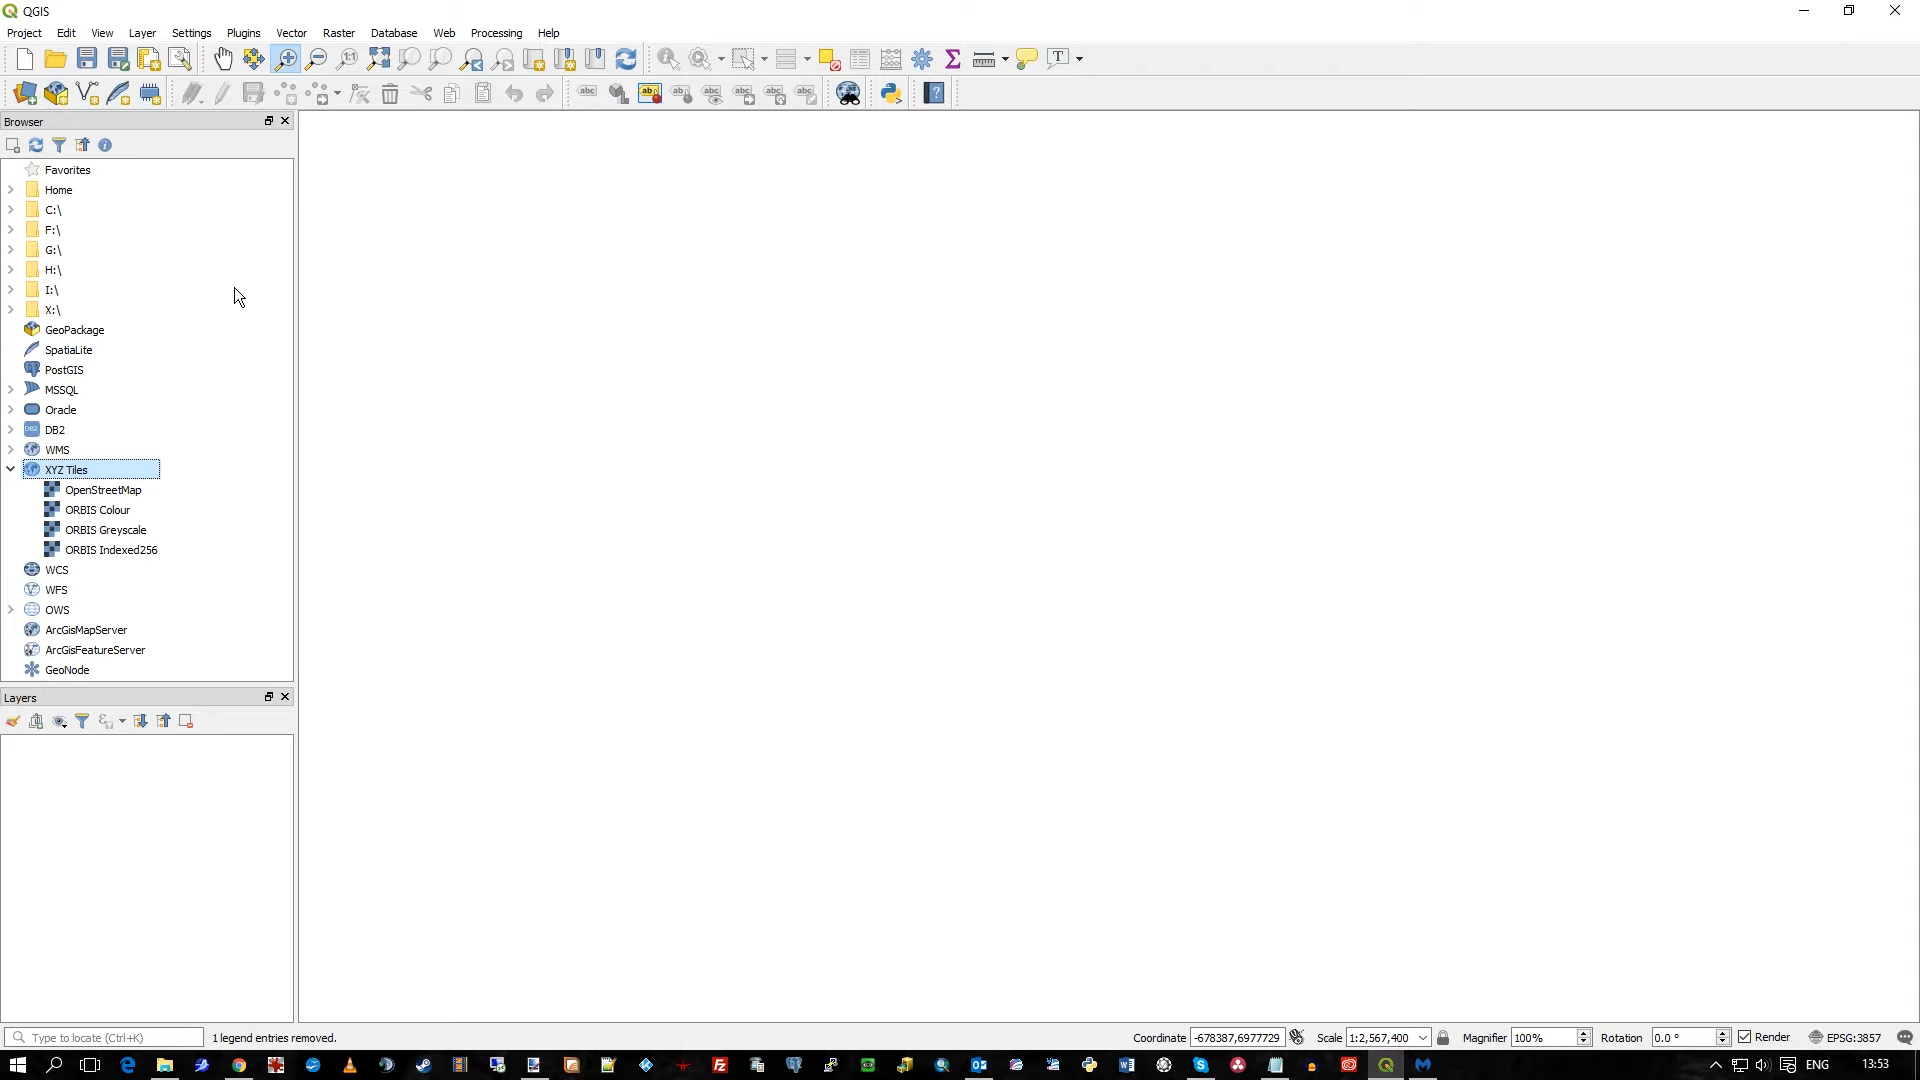 QGIS
Project Edit View Layer Settings Plugins Vector Raster Database Web Processing Help
Browser
Favorites
Home
C:\
F:\
G:\
H:\
I:\
X:\
GeoPackage
SpatiaLite
PostGIS
MSSQL
Oracle
DB2
WMS
XYZ Tiles
OpenStreetMap
ORBIS Colour
ORBIS Greyscale
ORBIS Indexed256
WCS
WFS
OWS
ArcGisMapServer
ArcGisFeatureServer
GeoNode
Layers
Type to locate (Ctrl+K) 1 legend entries removed. Coordinate -678387,6977729 Scale 1:2,567,400 Magnifier 100% Rotation 0.0 ° Render EPSG:3857
ENG 13:53